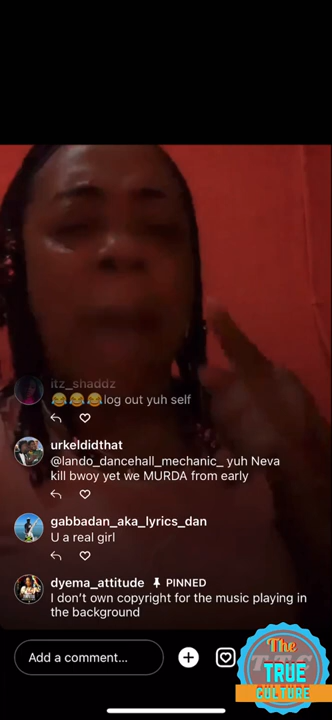 itz_shaddz
😂😂😂log out yuh self
urkeldidthat
@lando_dancehall_mechanic_ yuh Neva
kill bwoy yet we MURDA from early
gabbadan_aka_lyrics_dan
U a real girl
dyema_attitude PINNED
I don’t own copyright for the music playing in
the background
Add a comment...
The
TRUE
CULTURE